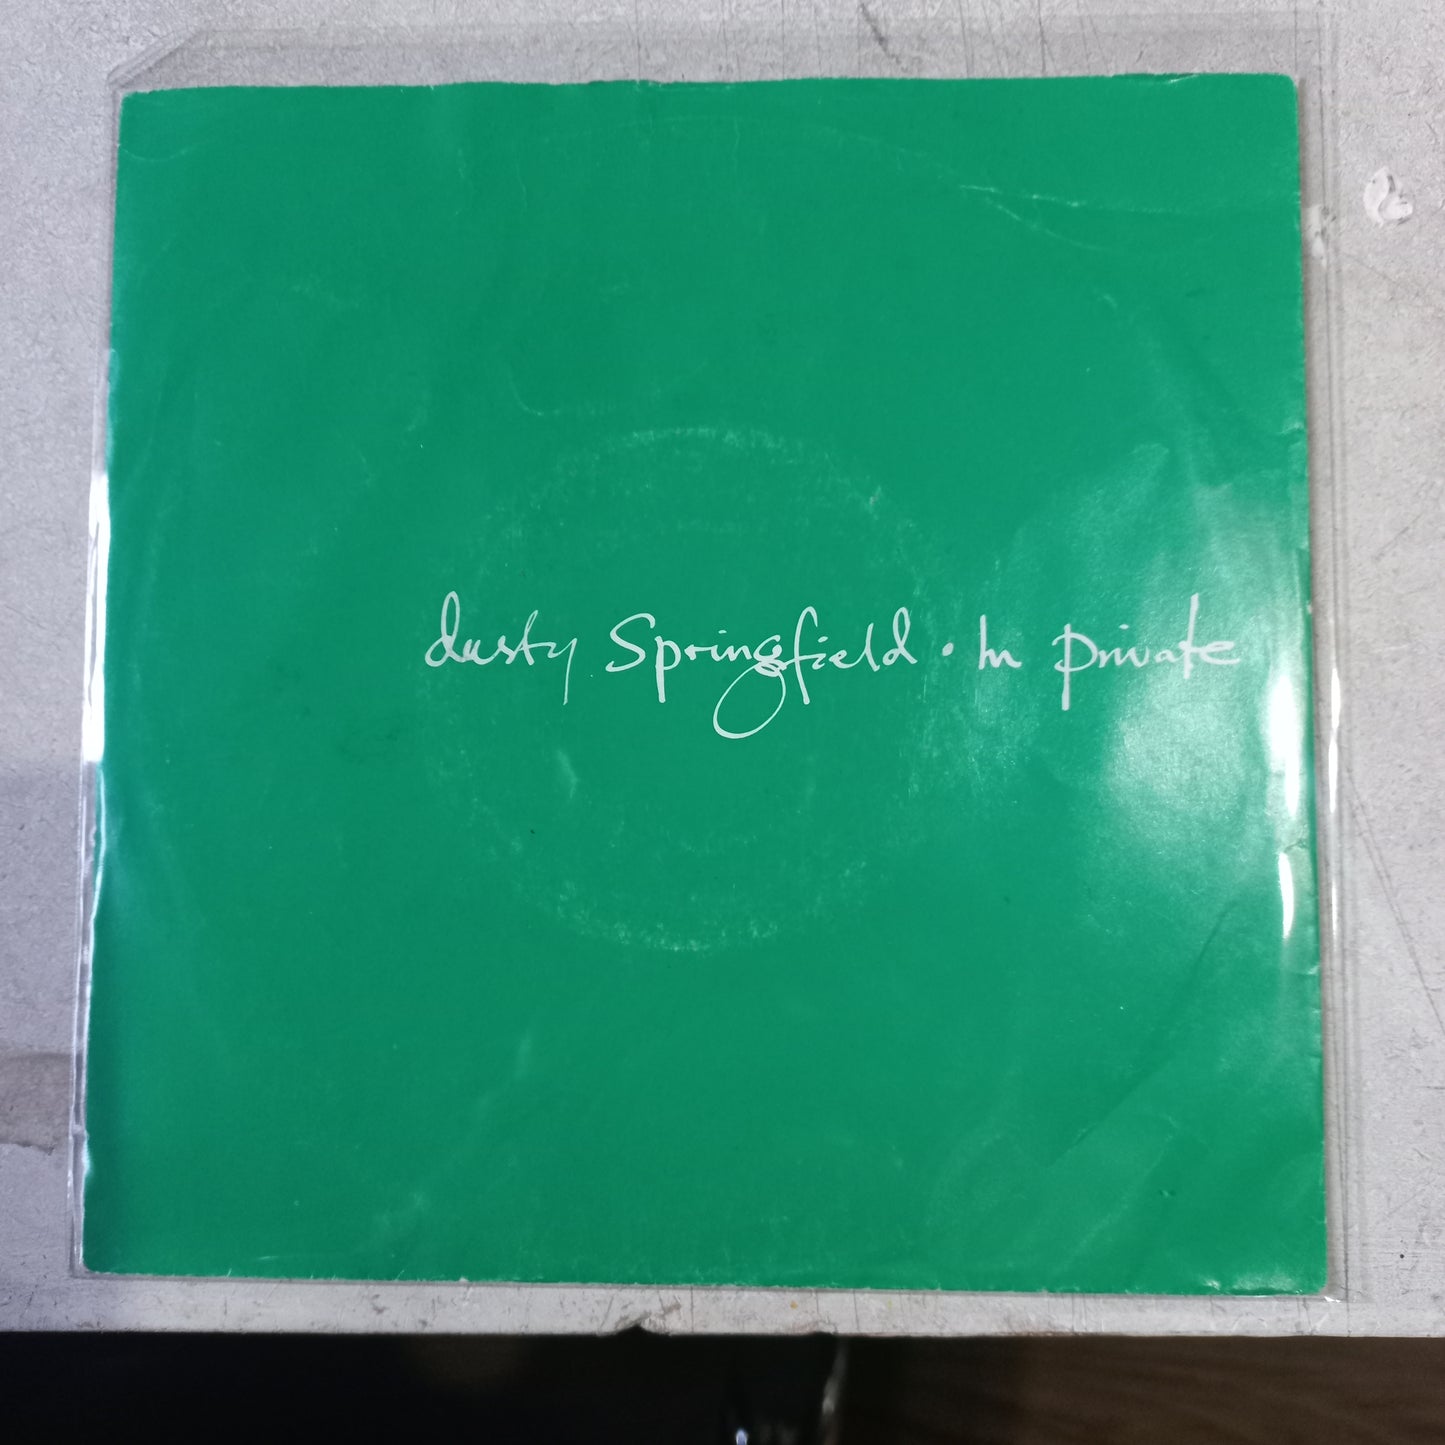 dusty Springfield • In private